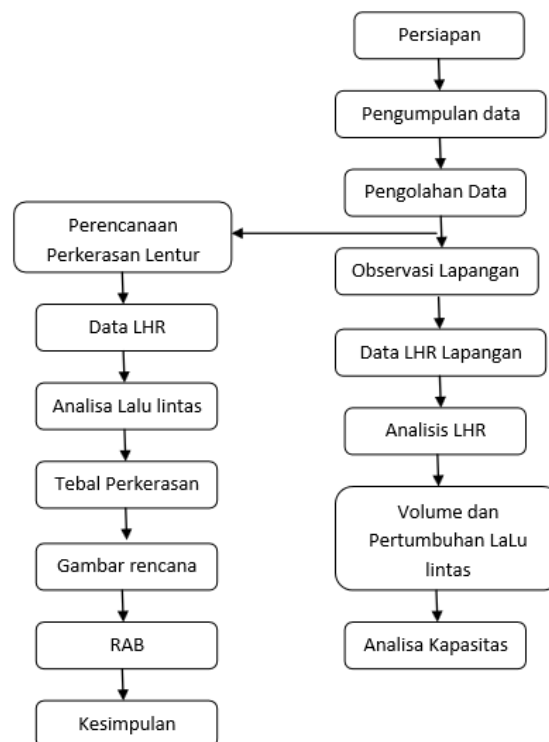 Persiapan
Pengumpulan data
Pengolahan Data
Perencanaan
Perkerasan Lentur
Observasi Lapangan
Data LHR
Data LHR Lapangan
Analisa Lalu lintas
Analisis LHR
Tebal Perkerasan
Volume dan
Pertumbuhan LaLu
lintas
Gambar rencana
RAB
Analisa Kapasitas
Kesimpulan